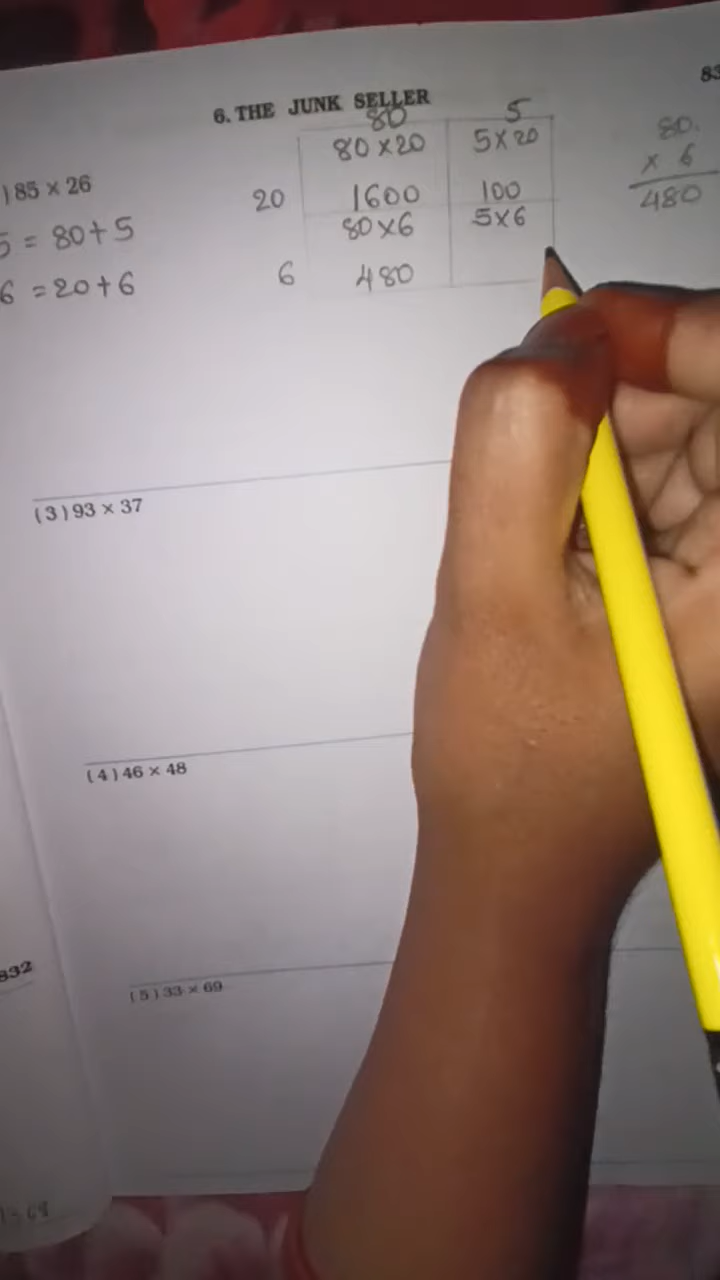 6. THE JUNK SELLER
83
) 85 × 26
5 = 80 + 5
6 = 20 + 6
80 5
80 × 20 5 × 20
20 1600 100
80 × 6 5 × 6
6 480
80.
× 6
480
(3) 93 × 37
(4) 46 × 48
(5) 33 × 69
832